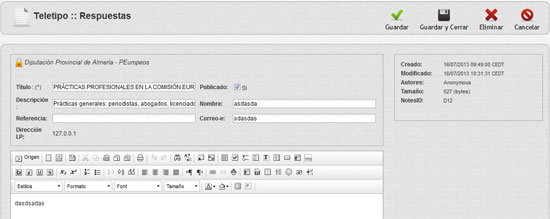 Teletipo :: Respuestas
Guardar
Guardar y Cerrar
Eliminar
Cancelar
Diputación Provincial de Almería - PEuropeos
Título (*) PRÁCTICAS PROFESIONALES EN LA COMISIÓN EUR
Publicado: Sí
Descripción : Prácticas generales: periodistas, abogados, licenciado
Nombre: asdasda
Referencia:
Correo-e: sdasdas
Dirección I.P: 127.0.0.1
Creado: 16/07/2013 09:49:00 CEDT
Modificado: 16/07/2013 10:31:31 CEDT
Autores: Anonymous
Tamaño: 527 (bytes)
NotesID: D12
Origen
Estilos
Formato
Font
Tamaño
dasdsadas